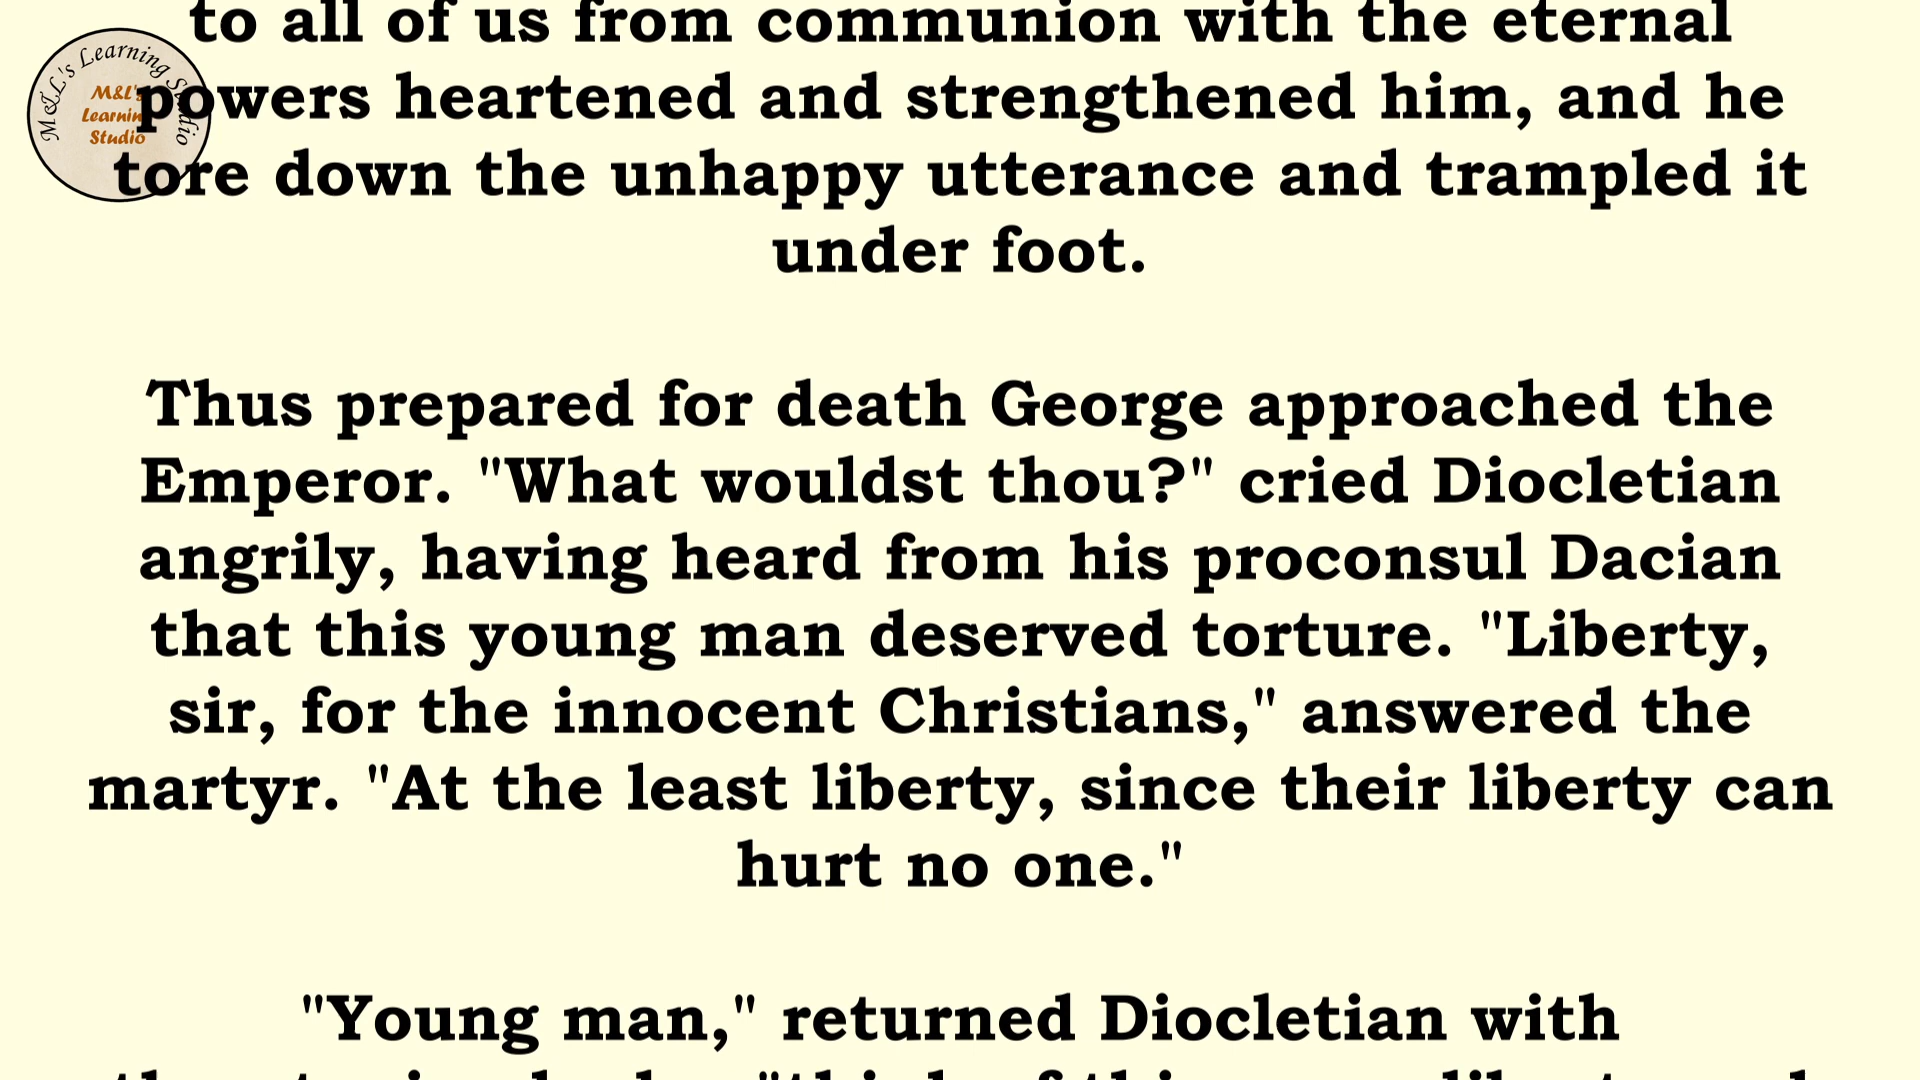 to all of us from communion with the eternal
M&L's Learning Studio
M&L's
Learning
Studio
powers heartened and strengthened him, and he
tore down the unhappy utterance and trampled it
under foot.
Thus prepared for death George approached the
Emperor. "What wouldst thou?" cried Diocletian
angrily, having heard from his proconsul Dacian
that this young man deserved torture. "Liberty,
sir, for the innocent Christians," answered the
martyr. "At the least liberty, since their liberty can
hurt no one."
"Young man," returned Diocletian with